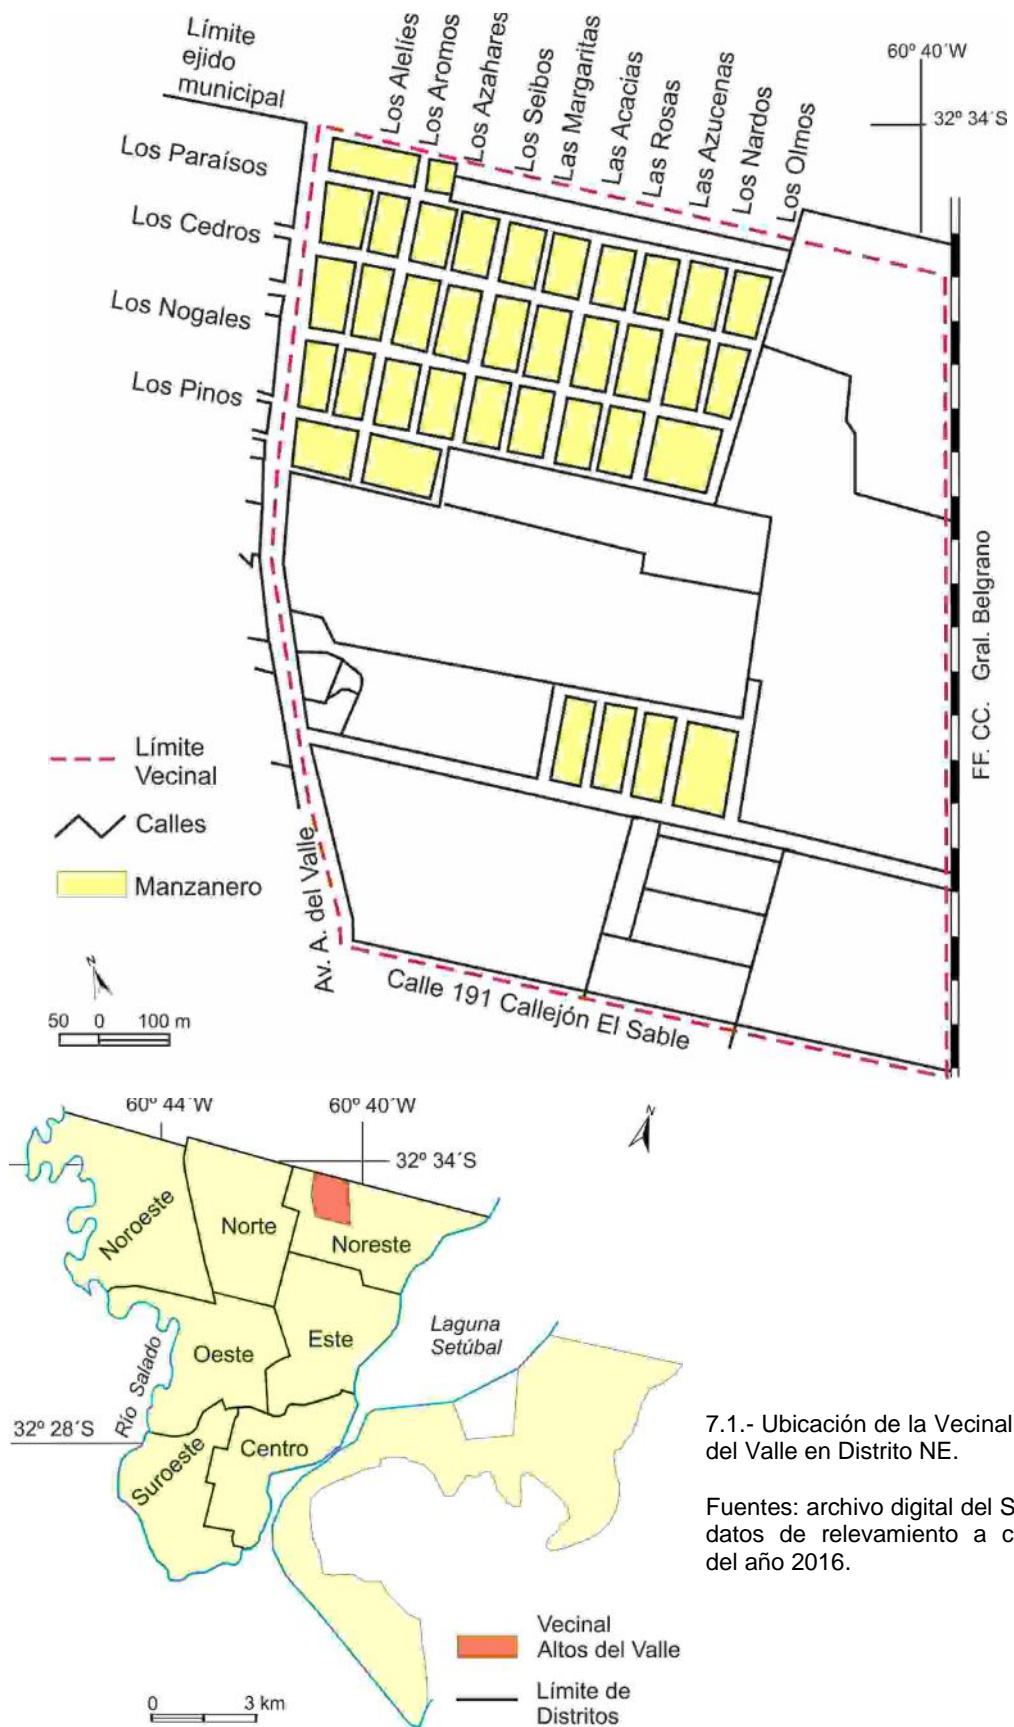 Límite
ejido
municipal
Los Alelíes
Los Aromos
Los Azahares
Los Seibos
Las Margaritas
Las Acacias
Las Rosas
Las Azucenas
Los Nardos
Los Olmos
60º 40´W
32º 34´S
Los Paraísos
Los Cedros
Los Nogales
Los Pinos
FF. CC. Gral. Belgrano
Límite
Vecinal
Calles
Manzanero
Av. A. del Valle
Calle 191 Callejón El Sable
N
50 0 100 m
60º 44´W
60º 40´W
N
32º 34´S
Noroeste
Norte
Noreste
Oeste
Este
Laguna
Setúbal
Río Salado
32º 28´S
Suroeste
Centro
7.1.- Ubicación de la Vecinal
del Valle en Distrito NE.
Fuentes: archivo digital del S
datos de relevamiento a c
del año 2016.
Vecinal
Altos del Valle
Límite de
Distritos
0 3 km